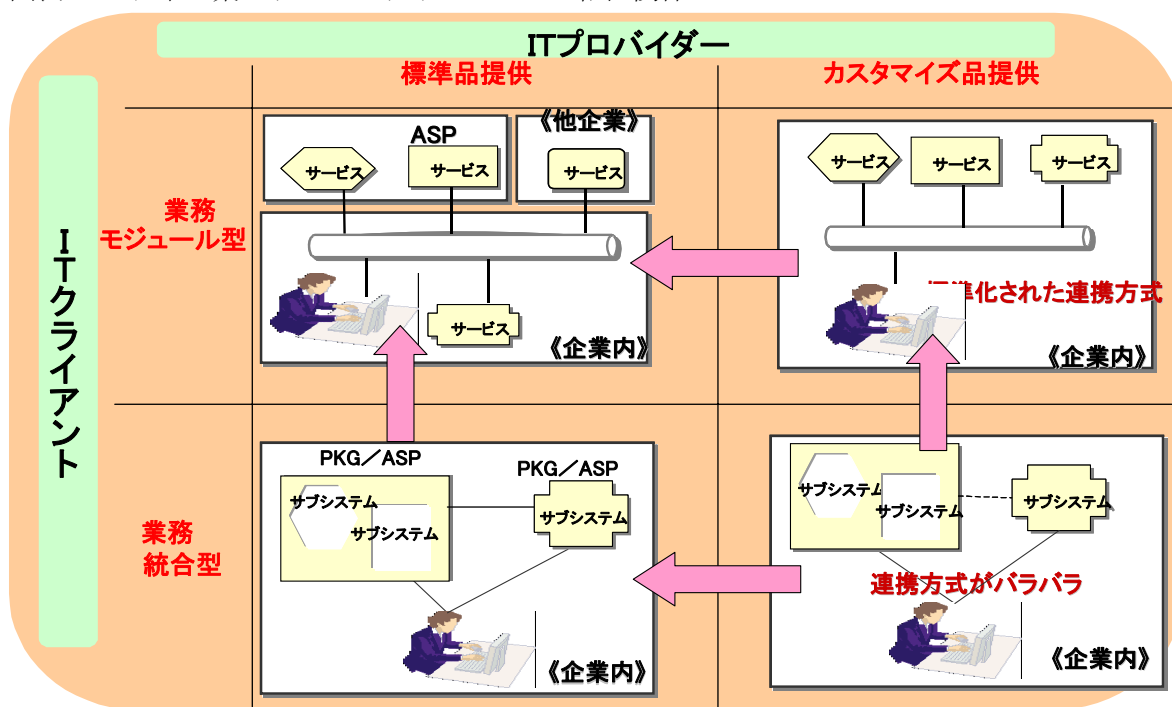 ITプロバイダー
標準品提供
カスタマイズ品提供
ITクライアント
業務
モジュール型
ASP
サービス
サービス
《他企業》
サービス
サービス
《企業内》
サービス
サービス
サービス
標準化された連携方式
《企業内》
業務
統合型
PKG／ASP
サブシステム
サブシステム
PKG／ASP
サブシステム
《企業内》
サブシステム
サブシステム
サブシステム
連携方式がバラバラ
《企業内》